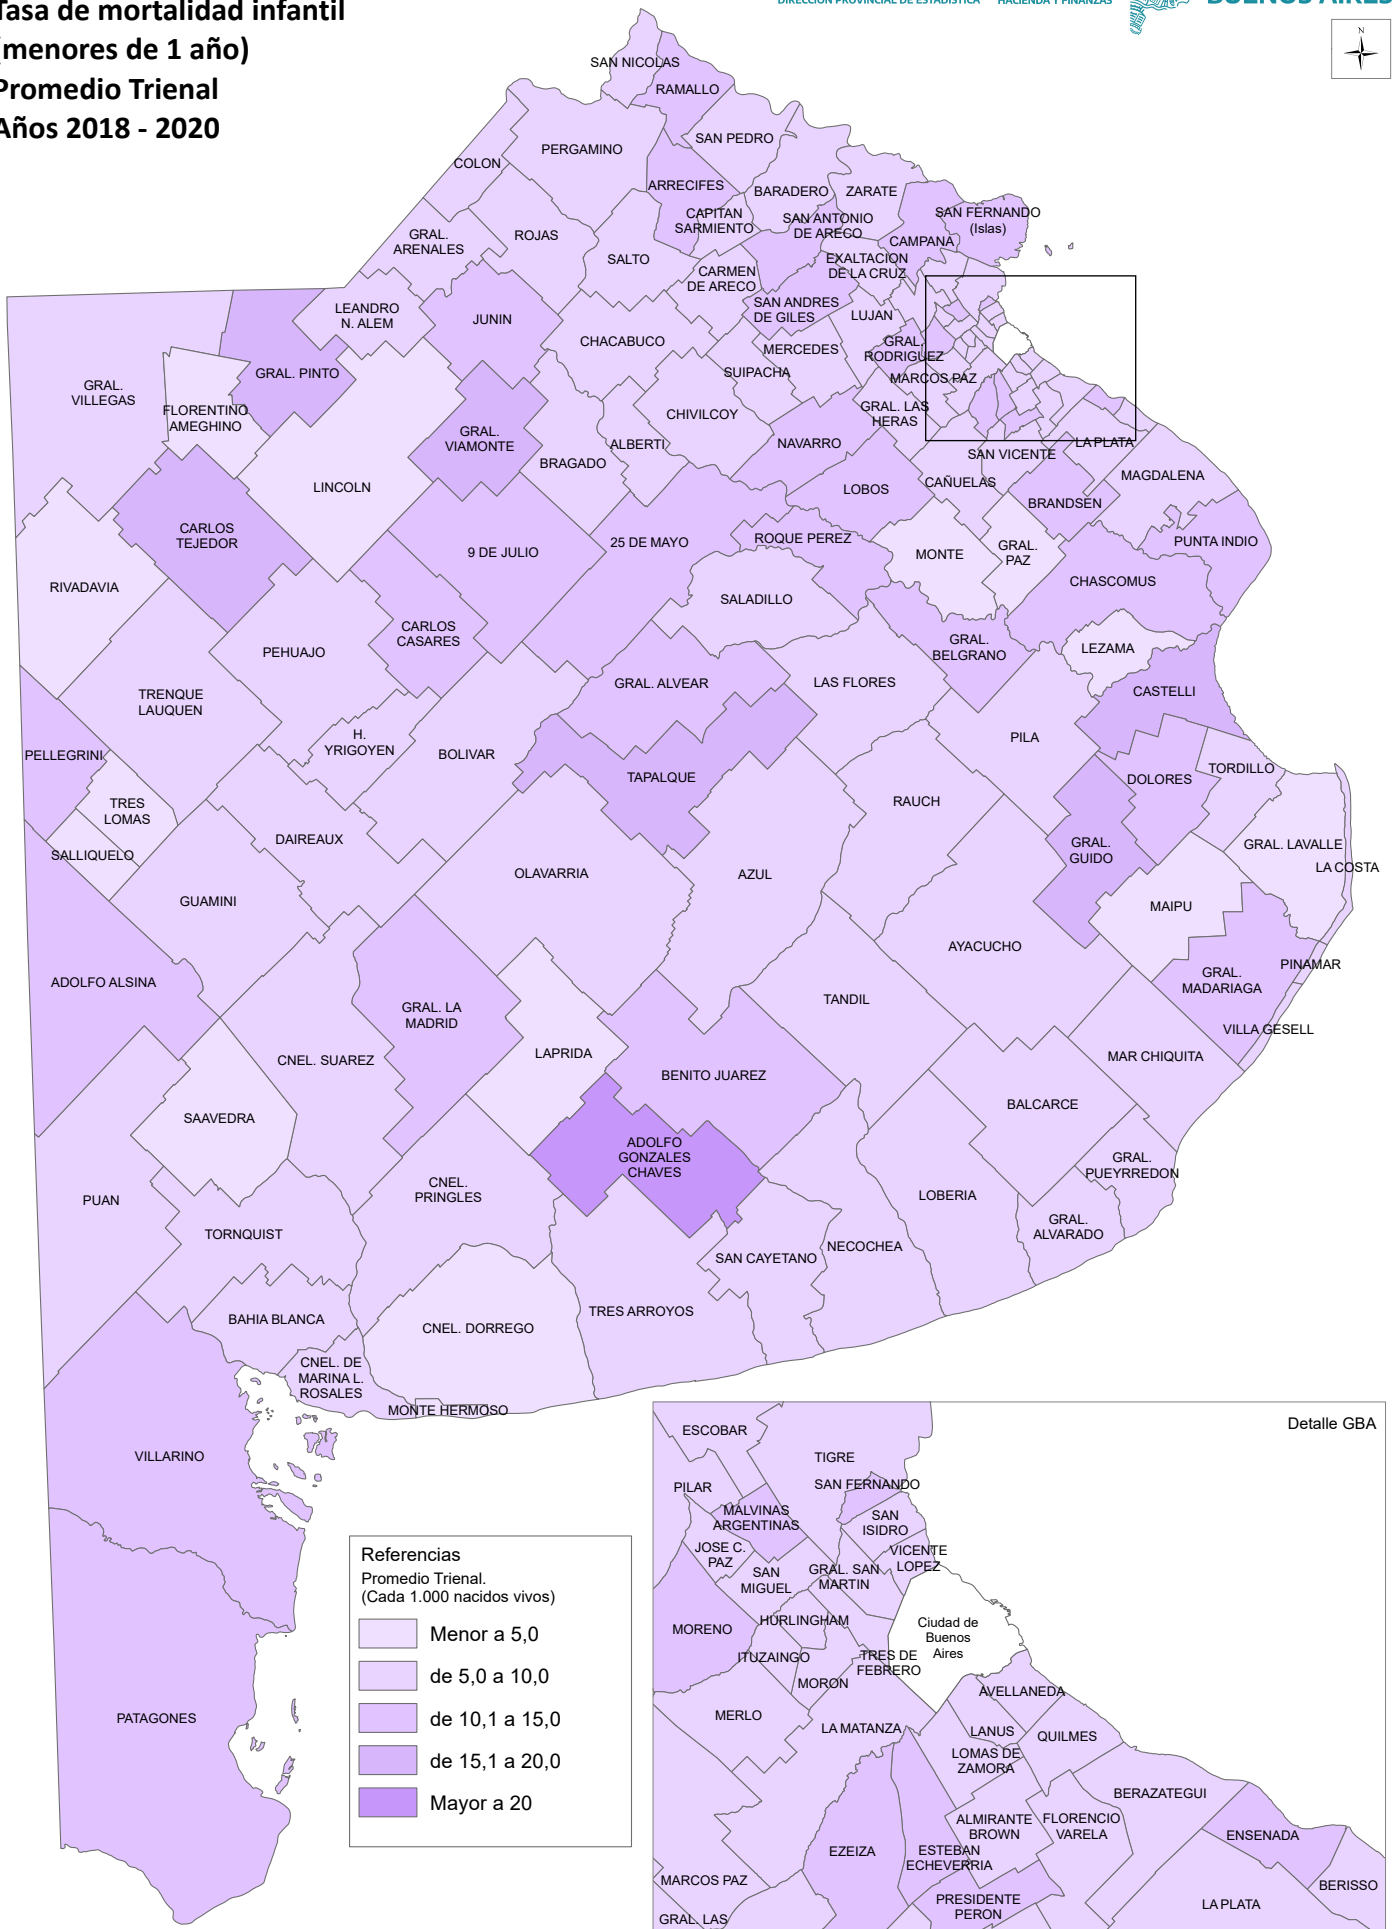 Tasa de mortalidad infantil
(menores de 1 año)
Promedio Trienal
Años 2018 - 2020
DIRECCIÓN PROVINCIAL DE ESTADÍSTICA
HACIENDA Y FINANZAS
BUENOS AIRES
N
SAN NICOLAS
RAMALLO
SAN PEDRO
PERGAMINO
COLON
ARRECIFES
BARADERO
ZARATE
CAPITAN
SARMIENTO
SAN ANTONIO
DE ARECO
SAN FERNANDO
(Islas)
CAMPANA
GRAL.
ARENALES
ROJAS
SALTO
CARMEN
DE ARECO
EXALTACION
DE LA CRUZ
LEANDRO
N. ALEM
JUNIN
SAN ANDRES
DE GILES
LUJAN
CHACABUCO
MERCEDES
GRAL.
RODRIGUEZ
SUIPACHA
MARCOS PAZ
GRAL. PINTO
GRAL.
VILLEGAS
FLORENTINO
AMEGHINO
CHIVILCOY
GRAL. LAS
HERAS
GRAL.
VIAMONTE
ALBERTI
NAVARRO
LA PLATA
BRAGADO
SAN VICENTE
LINCOLN
LOBOS
CAÑUELAS
MAGDALENA
BRANDSEN
CARLOS
TEJEDOR
9 DE JULIO
25 DE MAYO
ROQUE PEREZ
PUNTA INDIO
MONTE
GRAL.
PAZ
CHASCOMUS
RIVADAVIA
SALADILLO
CARLOS
CASARES
PEHUAJO
GRAL.
BELGRANO
LEZAMA
TRENQUE
LAUQUEN
GRAL. ALVEAR
LAS FLORES
CASTELLI
H.
YRIGOYEN
PILA
PELLEGRINI
BOLIVAR
TAPALQUE
DOLORES
TORDILLO
TRES
LOMAS
RAUCH
DAIREAUX
GRAL.
GUIDO
GRAL. LAVALLE
SALLIQUELO
LA COSTA
OLAVARRIA
AZUL
GUAMINI
MAIPU
AYACUCHO
ADOLFO ALSINA
GRAL.
MADARIAGA
PINAMAR
TANDIL
GRAL. LA
MADRID
VILLA GESELL
LAPRIDA
CNEL. SUAREZ
MAR CHIQUITA
BENITO JUAREZ
BALCARCE
SAAVEDRA
ADOLFO
GONZALES
CHAVES
GRAL.
PUEYRREDON
CNEL.
PRINGLES
PUAN
LOBERIA
GRAL.
ALVARADO
TORNQUIST
NECOCHEA
SAN CAYETANO
TRES ARROYOS
BAHIA BLANCA
CNEL. DORREGO
CNEL. DE
MARINA L.
ROSALES
MONTE HERMOSO
VILLARINO
PATAGONES
Referencias
Promedio Trienal.
(Cada 1.000 nacidos vivos)
Menor a 5,0
de 5,0 a 10,0
de 10,1 a 15,0
de 15,1 a 20,0
Mayor a 20
Detalle GBA
ESCOBAR
TIGRE
PILAR
SAN FERNANDO
MALVINAS
ARGENTINAS
SAN
ISIDRO
JOSE C.
PAZ
VICENTE
LOPEZ
SAN
MIGUEL
GRAL. SAN
MARTIN
HURLINGHAM
MORENO
Ciudad de
Buenos
Aires
ITUZAINGO
TRES DE
FEBRERO
MORON
AVELLANEDA
MERLO
LA MATANZA
LANUS
QUILMES
LOMAS DE
ZAMORA
BERAZATEGUI
ALMIRANTE
BROWN
FLORENCIO
VARELA
ENSENADA
EZEIZA
ESTEBAN
ECHEVERRIA
MARCOS PAZ
BERISSO
PRESIDENTE
PERON
LA PLATA
GRAL. LAS